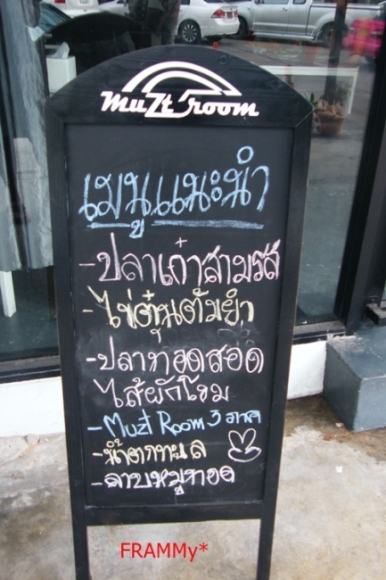 muzt room
เมนูแนะนำ
-ปลาเก๋าสามรส
-ไข่ตุ๋นต้มยำ
-ปลาทอดสอด
ไส้ผักโขม
-Muzt Room 3 ภาค
-น้ำตกทะเล
-ลาบหมูทอด
FRAMMy*